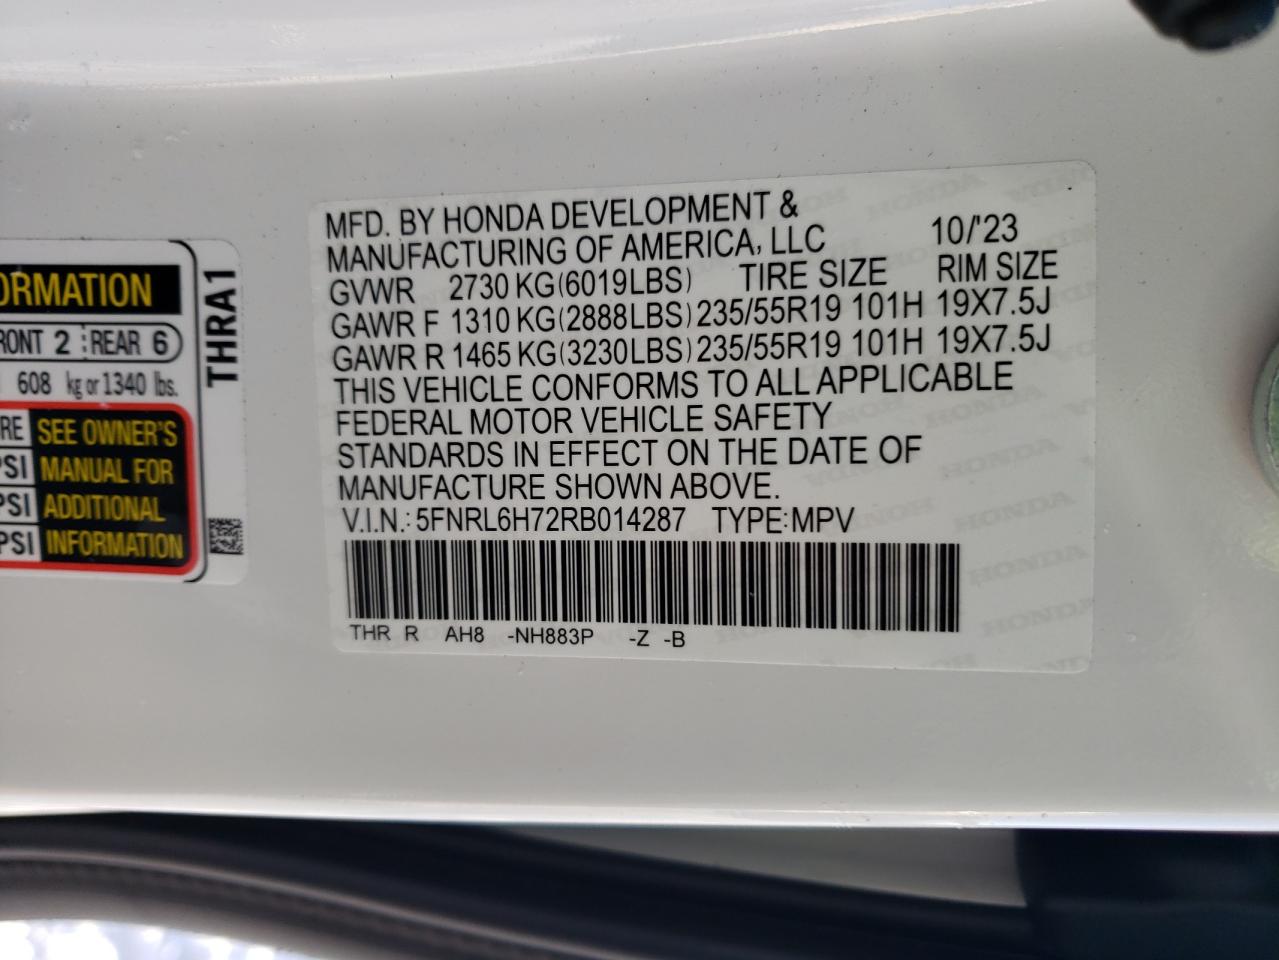 ORMATION
RONT 2 REAR 6
608 kg or 1340 lbs.
RE SEE OWNER'S
PSI MANUAL FOR
PSI ADDITIONAL
PSI INFORMATION
THRA1
MFD. BY HONDA DEVELOPMENT &
MANUFACTURING OF AMERICA, LLC 10/'23
GVWR 2730 KG(6019LBS) TIRE SIZE RIM SIZE
GAWR F 1310 KG(2888LBS) 235/55R19 101H 19X7.5J
GAWR R 1465 KG(3230LBS) 235/55R19 101H 19X7.5J
THIS VEHICLE CONFORMS TO ALL APPLICABLE
FEDERAL MOTOR VEHICLE SAFETY
STANDARDS IN EFFECT ON THE DATE OF
MANUFACTURE SHOWN ABOVE.
V.I.N.: 5FNRL6H72RB014287 TYPE:MPV
THR R AH8 -NH883P -Z -B